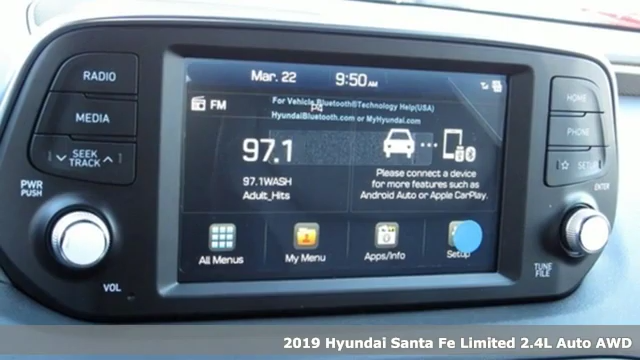 RADIO
MEDIA
SEEK
TRACK
PWR
PUSH
VOL
Mar. 22
9:50 AM
FM
For Vehicle Bluetooth®Technology Help(USA)
HyundaiBluetooth.com or MyHyundai.com
97.1
97.1WASH
Adult_Hits
Please connect a device
for more features such as
Android Auto or Apple CarPlay.
All Menus
My Menu
Apps/Info
Setup
HOME
PHONE
SETUP
ENTER
TUNE
FILE
2019 Hyundai Santa Fe Limited 2.4L Auto AWD